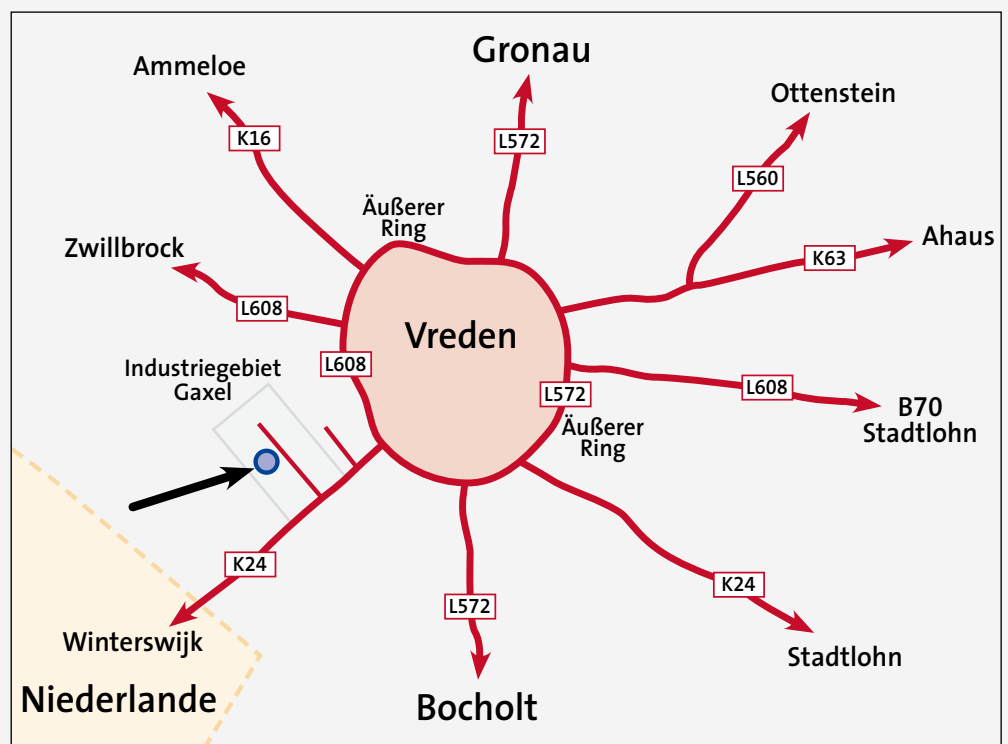 Gronau
Ammeloe
Ottenstein
K16
L572
L560
Äußerer
Ring
Zwillbrock
Ahaus
K63
L608
Vreden
L608
Industriegebiet
Gaxel
L572
L608
B70
Stadtlohn
Äußerer
Ring
K24
K24
L572
Winterswijk
Stadtlohn
Niederlande
Bocholt